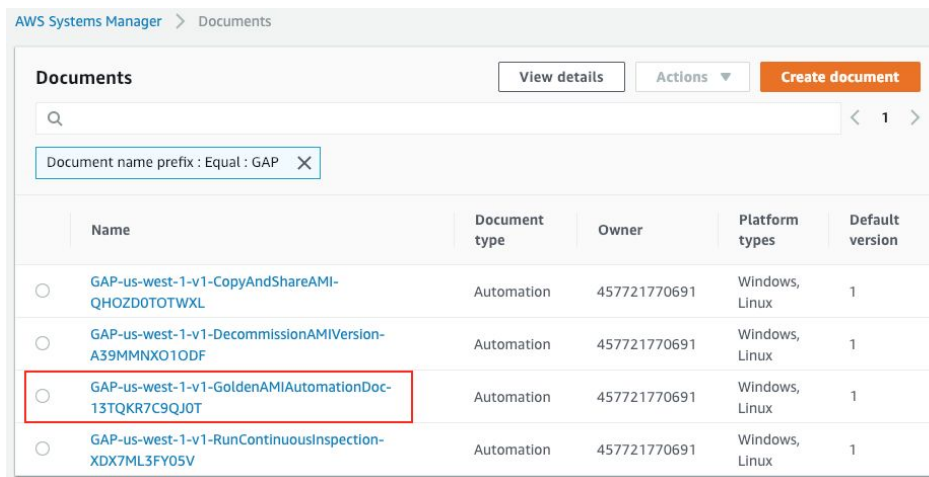 AWS Systems Manager > Documents
Documents
View details
Actions ▼
Create document
< 1 >
Document name prefix : Equal : GAP ✕
Name
Document type
Owner
Platform types
Default version
GAP-us-west-1-v1-CopyAndShareAMI-
QHOZD0TOTWXL
Automation
457721770691
Windows,
Linux
1
GAP-us-west-1-v1-DecommissionAMIVersion-
A39MMNXO1ODF
Automation
457721770691
Windows,
Linux
1
GAP-us-west-1-v1-GoldenAMIAutomationDoc-
13TQKR7C9QJ0T
Automation
457721770691
Windows,
Linux
1
GAP-us-west-1-v1-RunContinuousInspection-
XDX7ML3FY05V
Automation
457721770691
Windows,
Linux
1